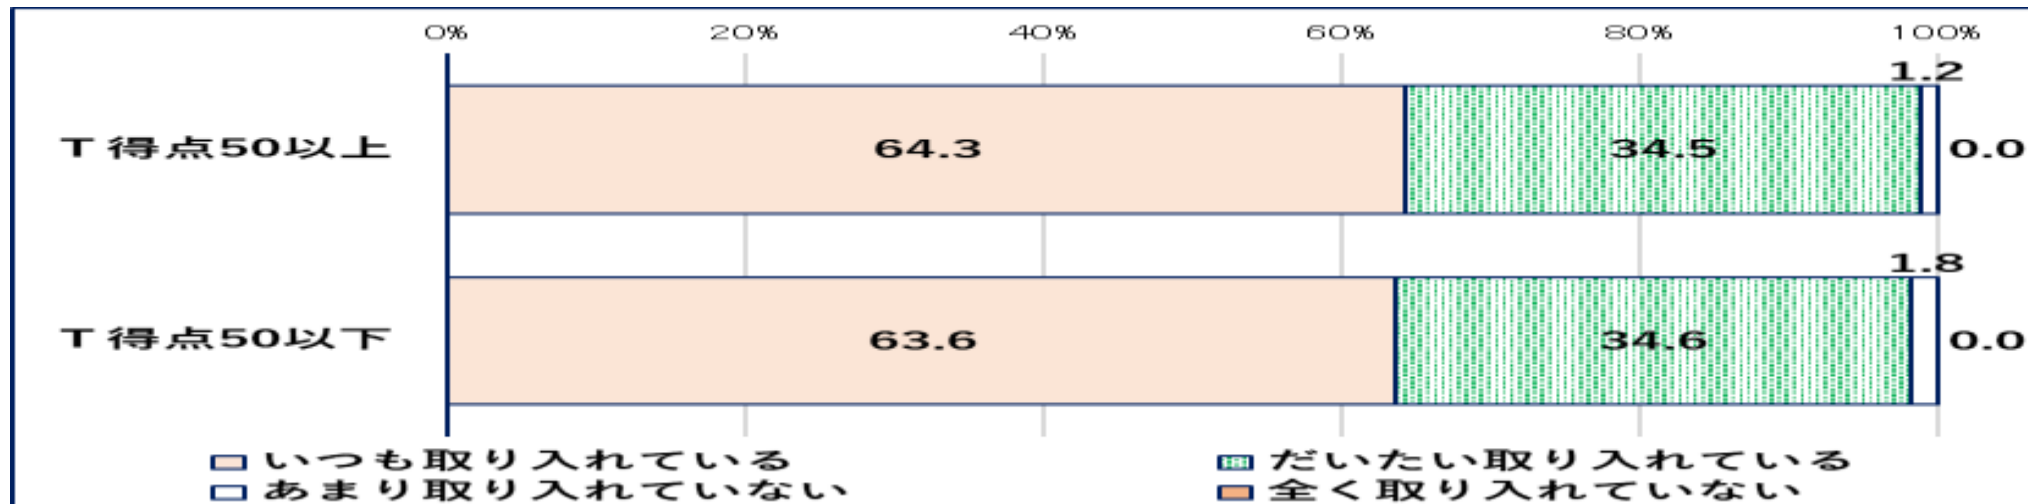 0% 20% 40% 60% 80% 100%
1.2
T得点50以上 64.3 34.5 0.0
1.8
T得点50以下 63.6 34.6 0.0
いつも取り入れている だいたい取り入れている
あまり取り入れていない 全く取り入れていない